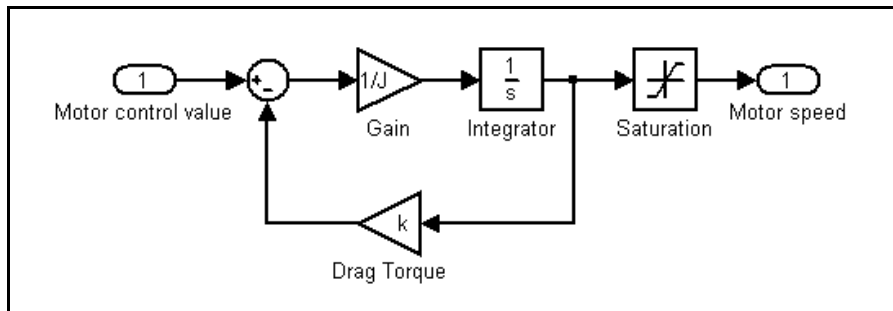 1
+
-
1/J
1
s
1
Motor control value
Gain
Integrator
Saturation
Motor speed
k
Drag Torque